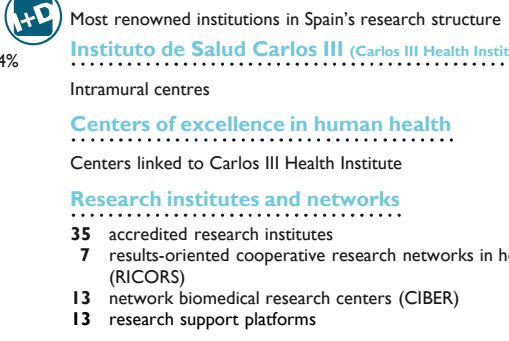 I+D
Most renowned institutions in Spain's research structure
4%
Instituto de Salud Carlos III (Carlos III Health
Intramural centres
Centers of excellence in human health
Centers linked to Carlos III Health Institute
Research institutes and networks
35 accredited research institutes
7 results-oriented cooperative research networks in
(RICORS)
13 network biomedical research centers (CIBER)
13 research support platforms